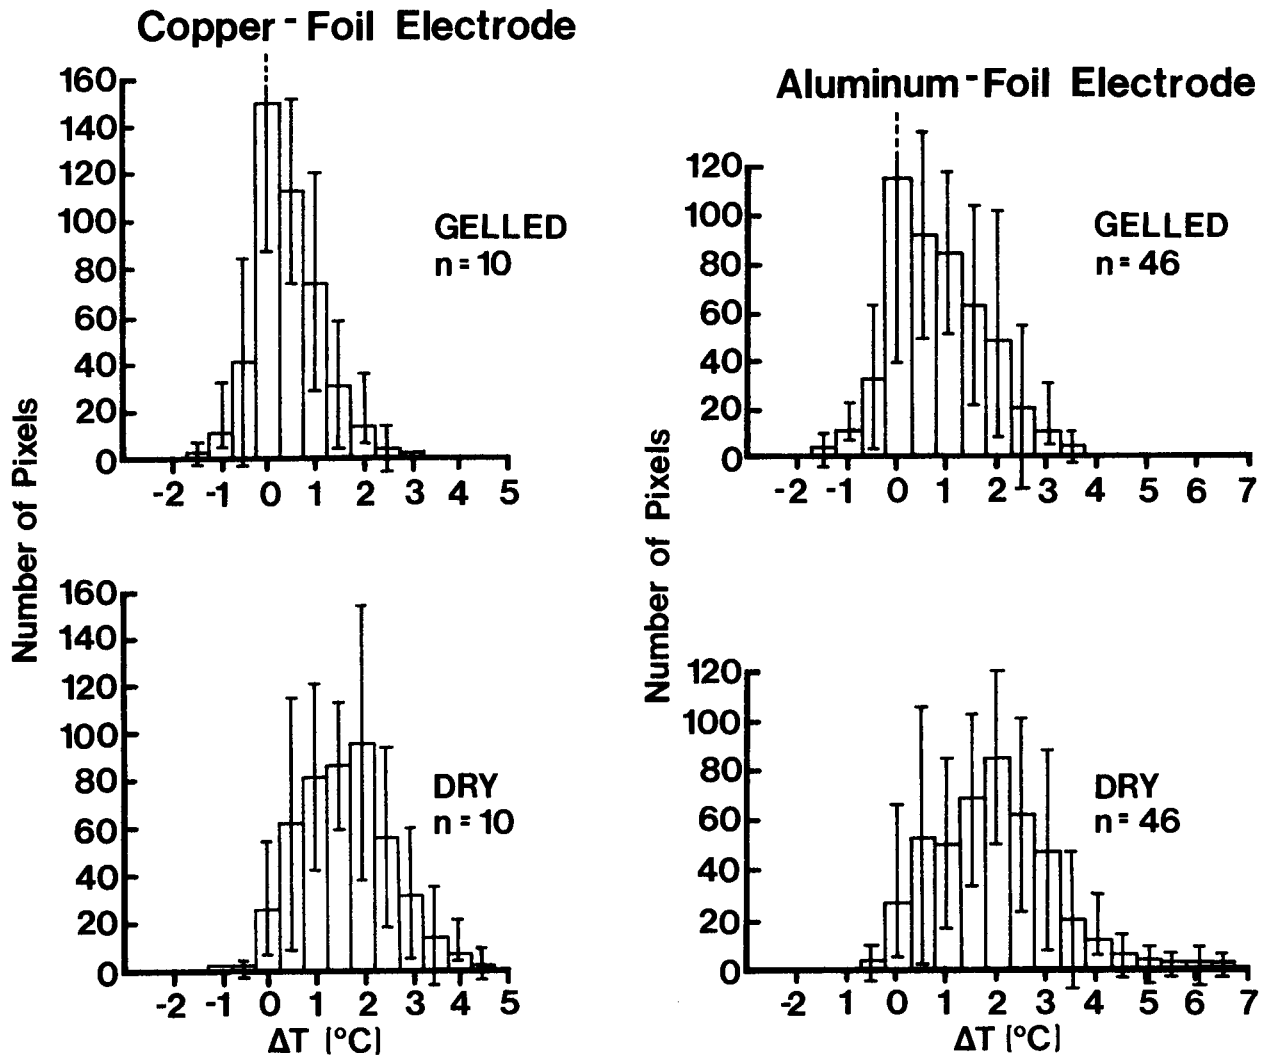 Copper-Foil Electrode
160
140
120
100
80
60
40
20
0
GELLED
n=10
-2 -1 0 1 2 3 4 5
Number of Pixels
160
140
120
100
80
60
40
20
0
DRY
n=10
-2 -1 0 1 2 3 4 5
ΔT (°C)
Aluminum-Foil Electrode
120
100
80
60
40
20
0
GELLED
n=46
-2 -1 0 1 2 3 4 5 6 7
Number of Pixels
120
100
80
60
40
20
0
DRY
n=46
-2 1 0 1 2 3 4 5 6 7
ΔT (°C)